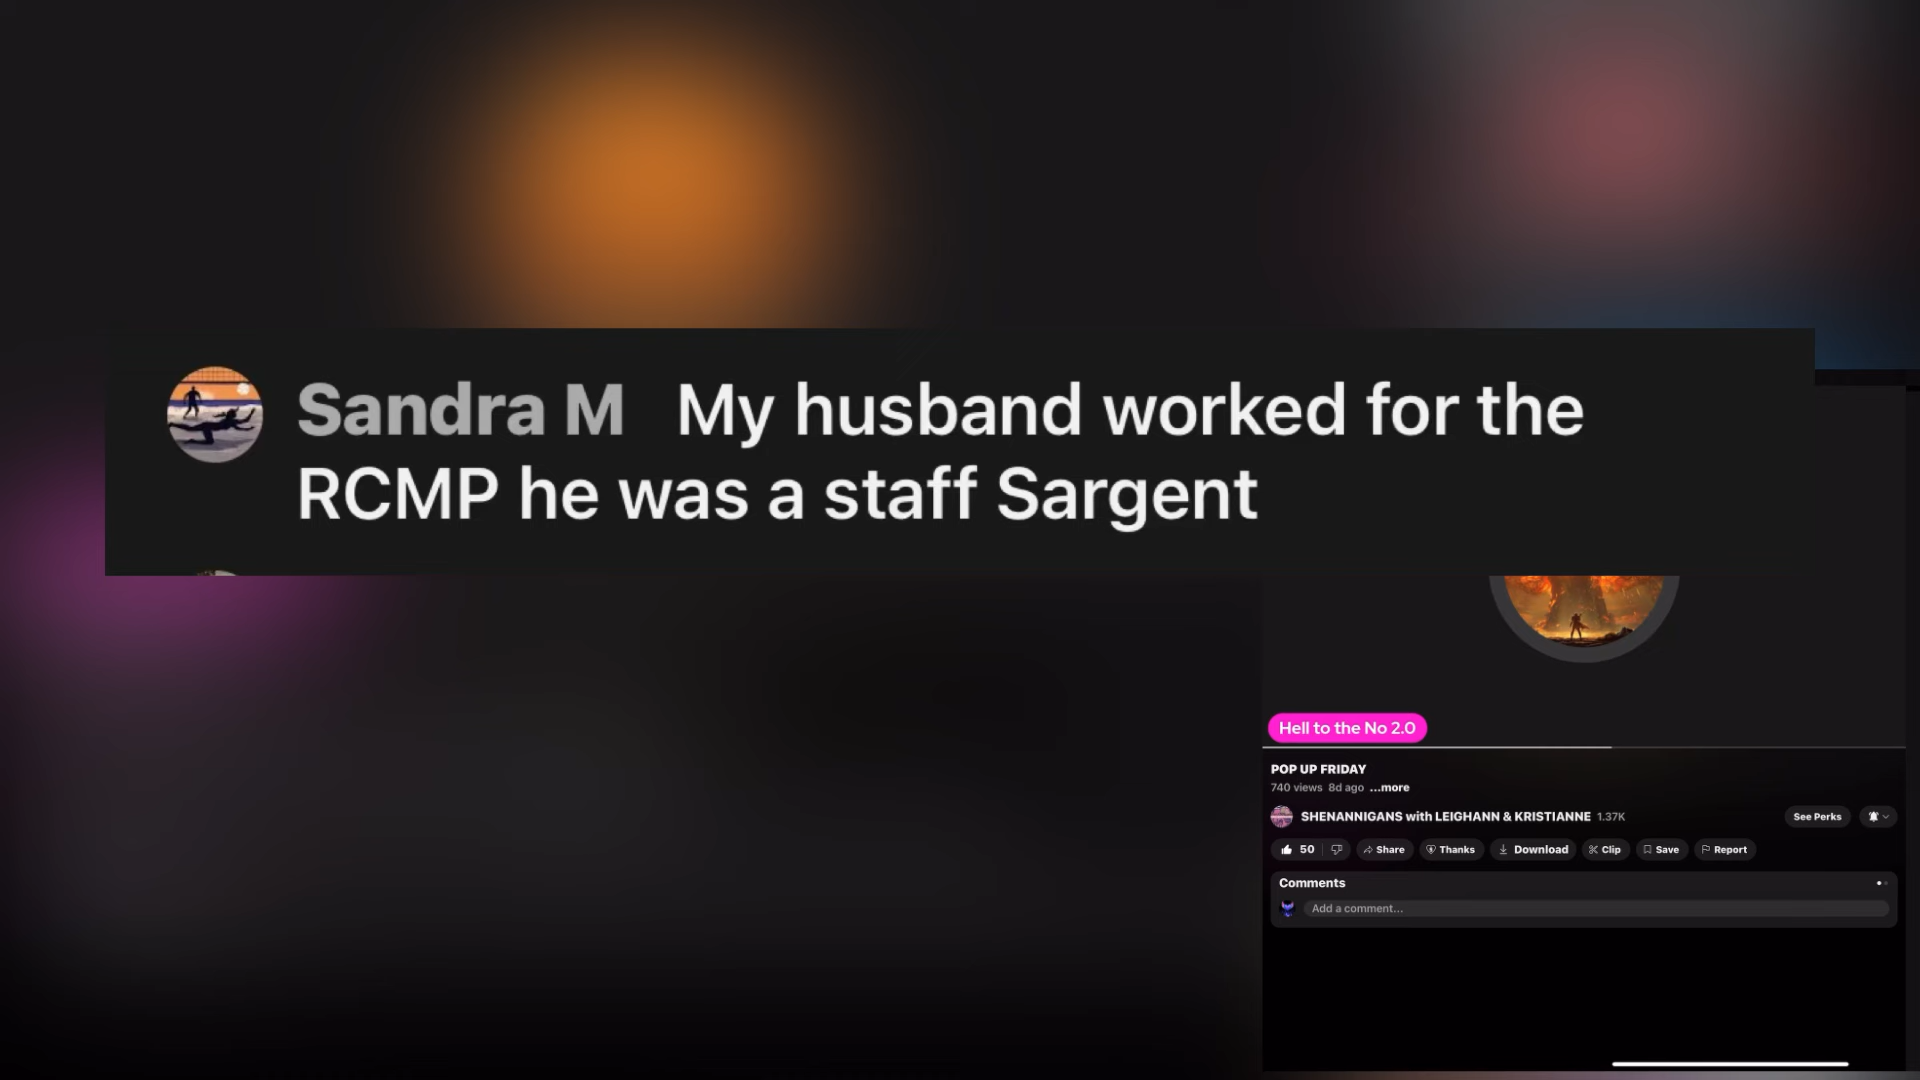 Sandra M My husband worked for the
RCMP he was a staff Sargent
Hell to the No 2.0
POP UP FRIDAY
740 views 8d ago ...more
SHENANNIGANS with LEIGHANN & KRISTIANNE 1.37K
See Perks
50 Share Thanks Download Clip Save Report
Comments
Add a comment...